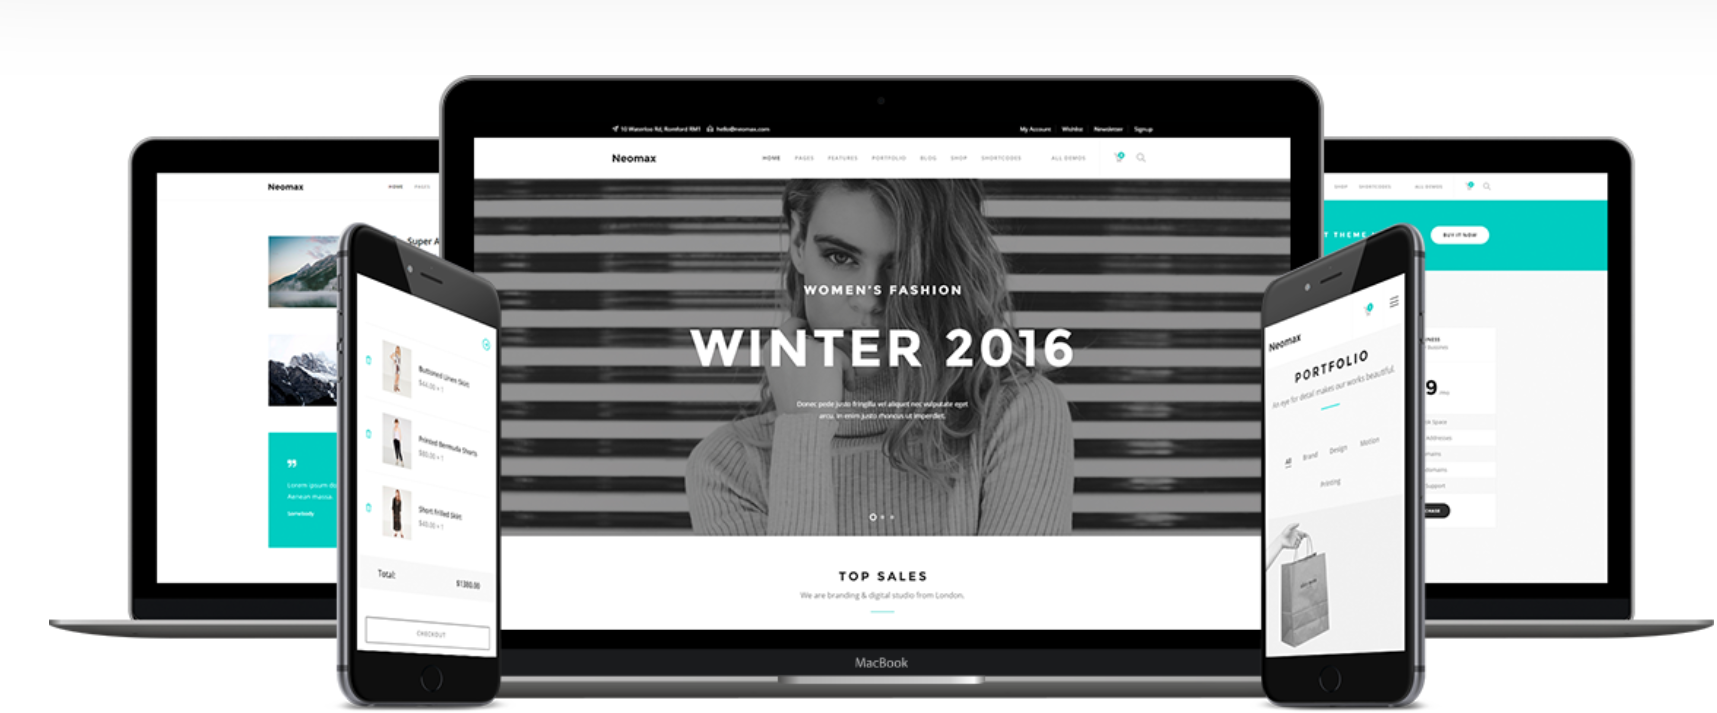 10 Waterloo Rd, Romford RM1 hello@neomax.com
My Account Wishlist Newsletter Signup
Neomax
HOME PAGES FEATURES PORTFOLIO BLOG SHOP SHORTCODES ALL DEMOS
WOMEN'S FASHION
WINTER 2016
Donec pede justo fringilla vel aliquet nec vulputate eget
arcu. In enim justo rhoncus ut imperdiet.
TOP SALES
We are branding & digital studio from London.
MacBook
Neomax
HOME PAGES
Super A
Lorem ipsum do
Aenean massa.
Somebody
Buttoned Linen Skirt
$44.00 × 1
Printed Bermuda Shorts
$80.00 × 1
Short Frilled Skirt
$40.00 × 1
Total:
$1380.00
CHECKOUT
SHOP SHORTCODES ALL DEMOS
T THEME
BUY IT NOW
9
Space
Addresses
mains
domains
Support
Neomax
PORTFOLIO
An eye for detail makes our works beautiful.
All Brand Design Motion
Printing